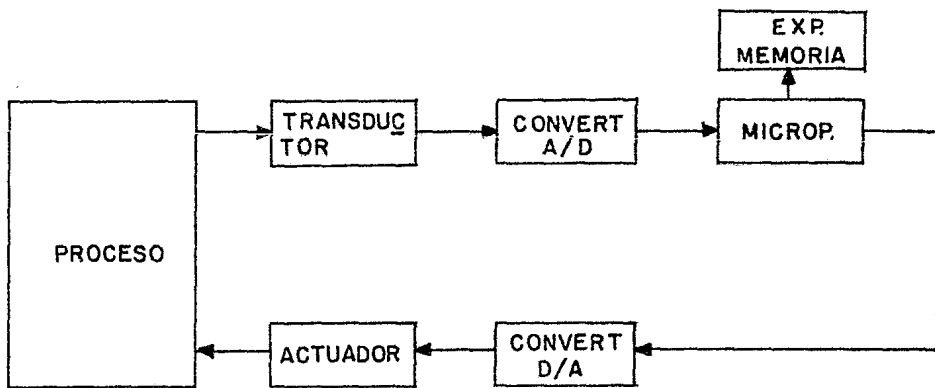 EXP.
MEMORIA
TRANSDUC
TOR
CONVERT
A/D
MICROP.
PROCESO
ACTUADOR
CONVERT
D/A